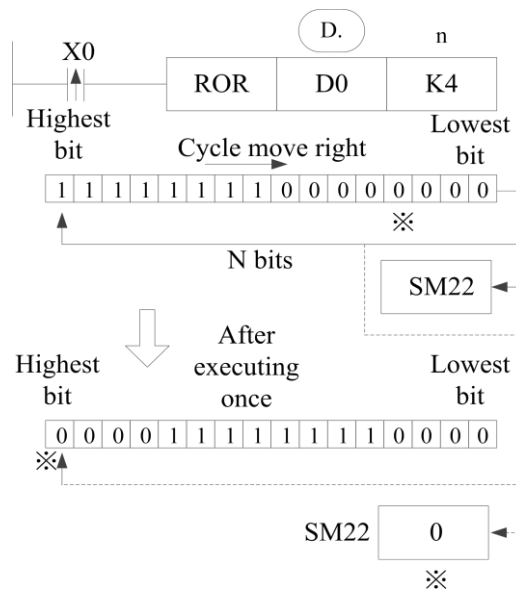 D.
n
X0
ROR D0 K4
Highest bit
Lowest bit
Cycle move right
1 1 1 1 1 1 1 1 0 0 0 0 0 0 0 0
※
N bits
SM22
After executing once
Highest bit
Lowest bit
0 0 0 0 1 1 1 1 1 1 1 1 0 0 0 0
※
SM22 0
※